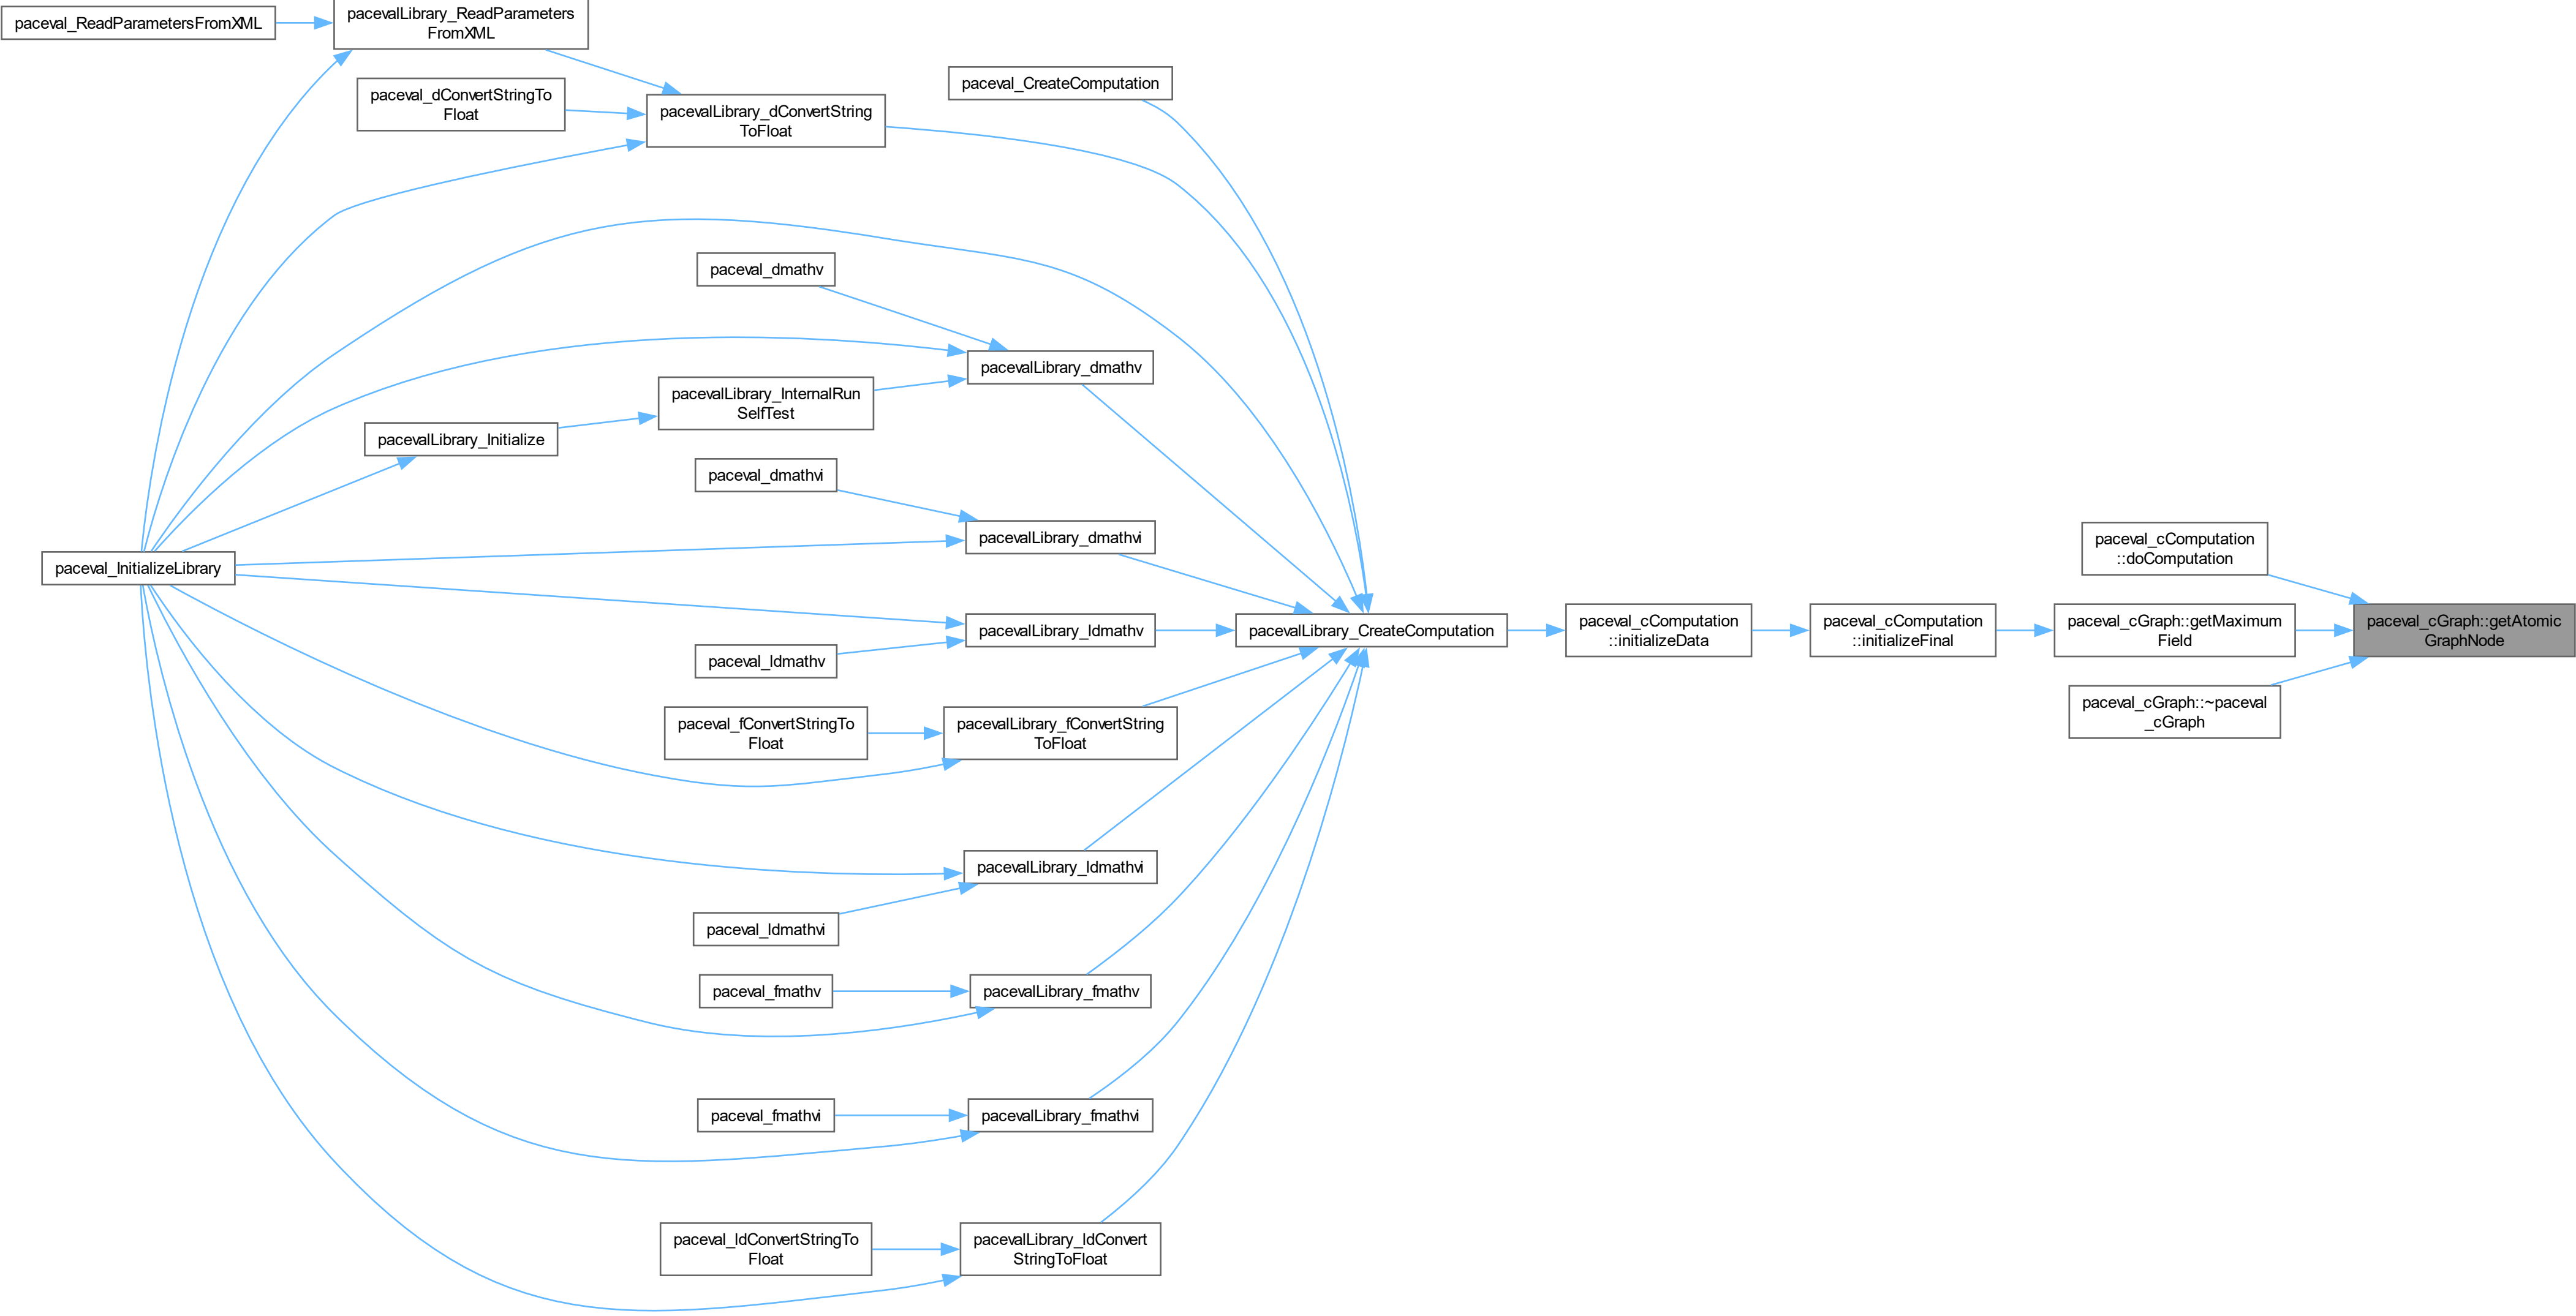 paceval_ReadParametersFromXML
pacevalLibrary_ReadParameters
FromXML
paceval_dConvertStringTo
Float
pacevalLibrary_dConvertString
ToFloat
paceval_CreateComputation
paceval_dmathv
pacevalLibrary_dmathv
pacevalLibrary_InternalRun
SelfTest
pacevalLibrary_Initialize
paceval_dmathvi
pacevalLibrary_dmathvi
paceval_InitializeLibrary
pacevalLibrary_ldmathv
paceval_ldmathv
pacevalLibrary_CreateComputation
paceval_cComputation
::initializeData
paceval_cComputation
::initializeFinal
paceval_cComputation
::doComputation
paceval_cGraph::getMaximum
Field
paceval_cGraph::~paceval
_cGraph
paceval_cGraph::getAtomic
GraphNode
paceval_fConvertStringTo
Float
pacevalLibrary_fConvertString
ToFloat
pacevalLibrary_ldmathvi
paceval_ldmathvi
paceval_fmathv
pacevalLibrary_fmathv
paceval_fmathvi
pacevalLibrary_fmathvi
paceval_ldConvertStringTo
Float
pacevalLibrary_ldConvert
StringToFloat